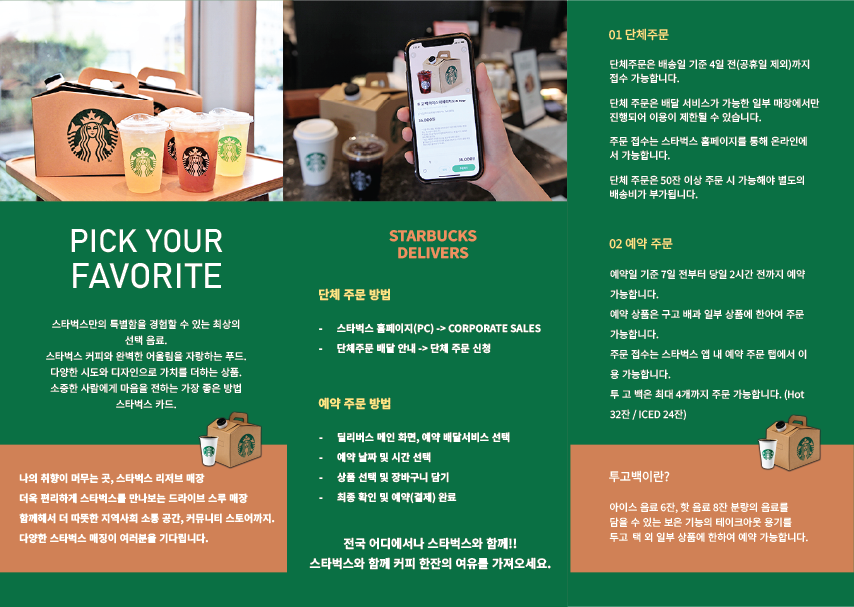 PICK YOUR
FAVORITE
스타벅스만의 특별함을 경험할 수 있는 최상의
선택 음료.
스타벅스 커피와 완벽한 어울림을 자랑하는 푸드.
다양한 시도와 디자인으로 가치를 더하는 상품.
소중한 사람에게 마음을 전하는 가장 좋은 방법
스타벅스 카드.
나의 취향이 머무는 곳, 스타벅스 리저브 매장
더욱 편리하게 스타벅스를 만나보는 드라이브 스루 매장
함께해서 더 따뜻한 지역사회 소통 공간, 커뮤니티 스토어까지.
다양한 스타벅스 매장이 여러분을 기다립니다.
STARBUCKS
DELIVERS
단체 주문 방법
- 스타벅스 홈페이지(PC) -> CORPORATE SALES
- 단체주문 배달 안내 -> 단체 주문 신청
예약 주문 방법
- 딜리버스 메인 화면, 예약 배달서비스 선택
- 예약 날짜 및 시간 선택
- 상품 선택 및 장바구니 담기
- 최종 확인 및 예약(결제) 완료
전국 어디에서나 스타벅스와 함께!!
스타벅스와 함께 커피 한잔의 여유를 가져오세요.
01 단체주문
단체주문은 배송일 기준 4일 전(공휴일 제외)까지
접수 가능합니다.
단체 주문은 배달 서비스가 가능한 일부 매장에서만
진행되어 이용이 제한될 수 있습니다.
주문 접수는 스타벅스 홈페이지를 통해 온라인에
서 가능합니다.
단체 주문은 50잔 이상 주문 시 가능해야 별도의
배송비가 부가됩니다.
02 예약 주문
예약일 기준 7일 전부터 당일 2시간 전까지 예약
가능합니다.
예약 상품은 구고 배과 일부 상품에 한아여 주문
가능합니다.
주문 접수는 스타벅스 앱 내 예약 주문 탭에서 이
용 가능합니다.
투 고 백은 최대 4개까지 주문 가능합니다. (Hot
32잔 / ICED 24잔)
투고백이란?
아이스 음료 6잔, 핫 음료 8잔 분량의 음료를
담을 수 있는 보은 기능의 테이크아웃 용기를
투고 택 외 일부 상품에 한하여 예약 가능합니다.